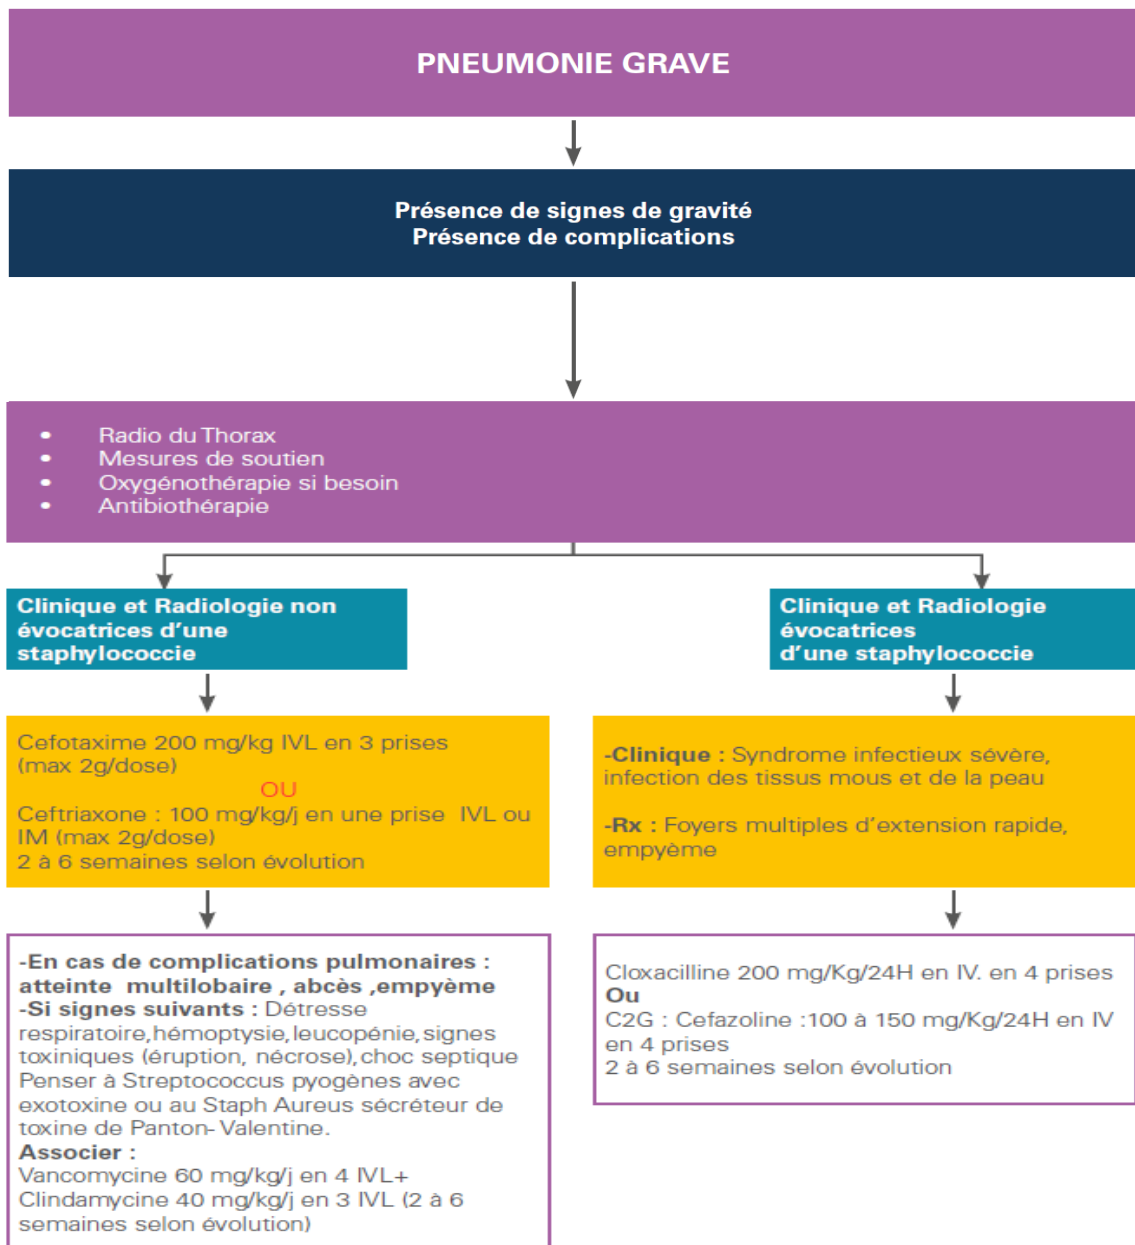 PNEUMONIE GRAVE
Présence de signes de gravité
Présence de complications
• Radio du Thorax
• Mesures de soutien
• Oxygénothérapie si besoin
• Antibiothérapie
Clinique et Radiologie non
évocatrices d'une
staphylococcie
Cefotaxime 200 mg/kg IVL en 3 prises
(max 2g/dose)
OU
Ceftriaxone : 100 mg/kg/j en une prise IVL ou
IM (max 2g/dose)
2 à 6 semaines selon évolution
-En cas de complications pulmonaires :
atteinte multilobaire , abcès ,empyème
-Si signes suivants : Détresse
respiratoire,hémoptysie,leucopénie,signes
toxiniques (éruption, nécrose),choc septique
Penser à Streptococcus pyogènes avec
exotoxine ou au Staph Aureus sécréteur de
toxine de Panton- Valentine.
Associer :
Vancomycine 60 mg/kg/j en 4 IVL+
Clindamycine 40 mg/kg/j en 3 IVL (2 à 6
semaines selon évolution)
Clinique et Radiologie
évocatrices
d'une staphylococcie
-Clinique : Syndrome infectieux sévère,
infection des tissus mous et de la peau
-Rx : Foyers multiples d'extension rapide,
empyème
Cloxacilline 200 mg/Kg/24H en IV. en 4 prises
Ou
C2G : Cefazoline :100 à 150 mg/Kg/24H en IV
en 4 prises
2 à 6 semaines selon évolution